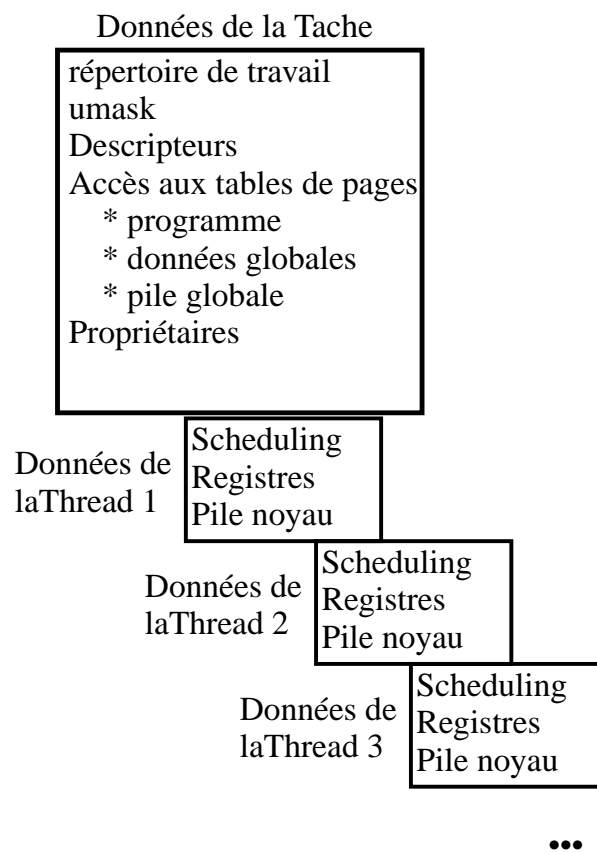 Données de la Tache
répertoire de travail
umask
Descripteurs
Accès aux tables de pages
* programme
* données globales
* pile globale
Propriétaires
Données de
laThread 1
Scheduling
Registres
Pile noyau
Données de
laThread 2
Scheduling
Registres
Pile noyau
Données de
laThread 3
Scheduling
Registres
Pile noyau
•••